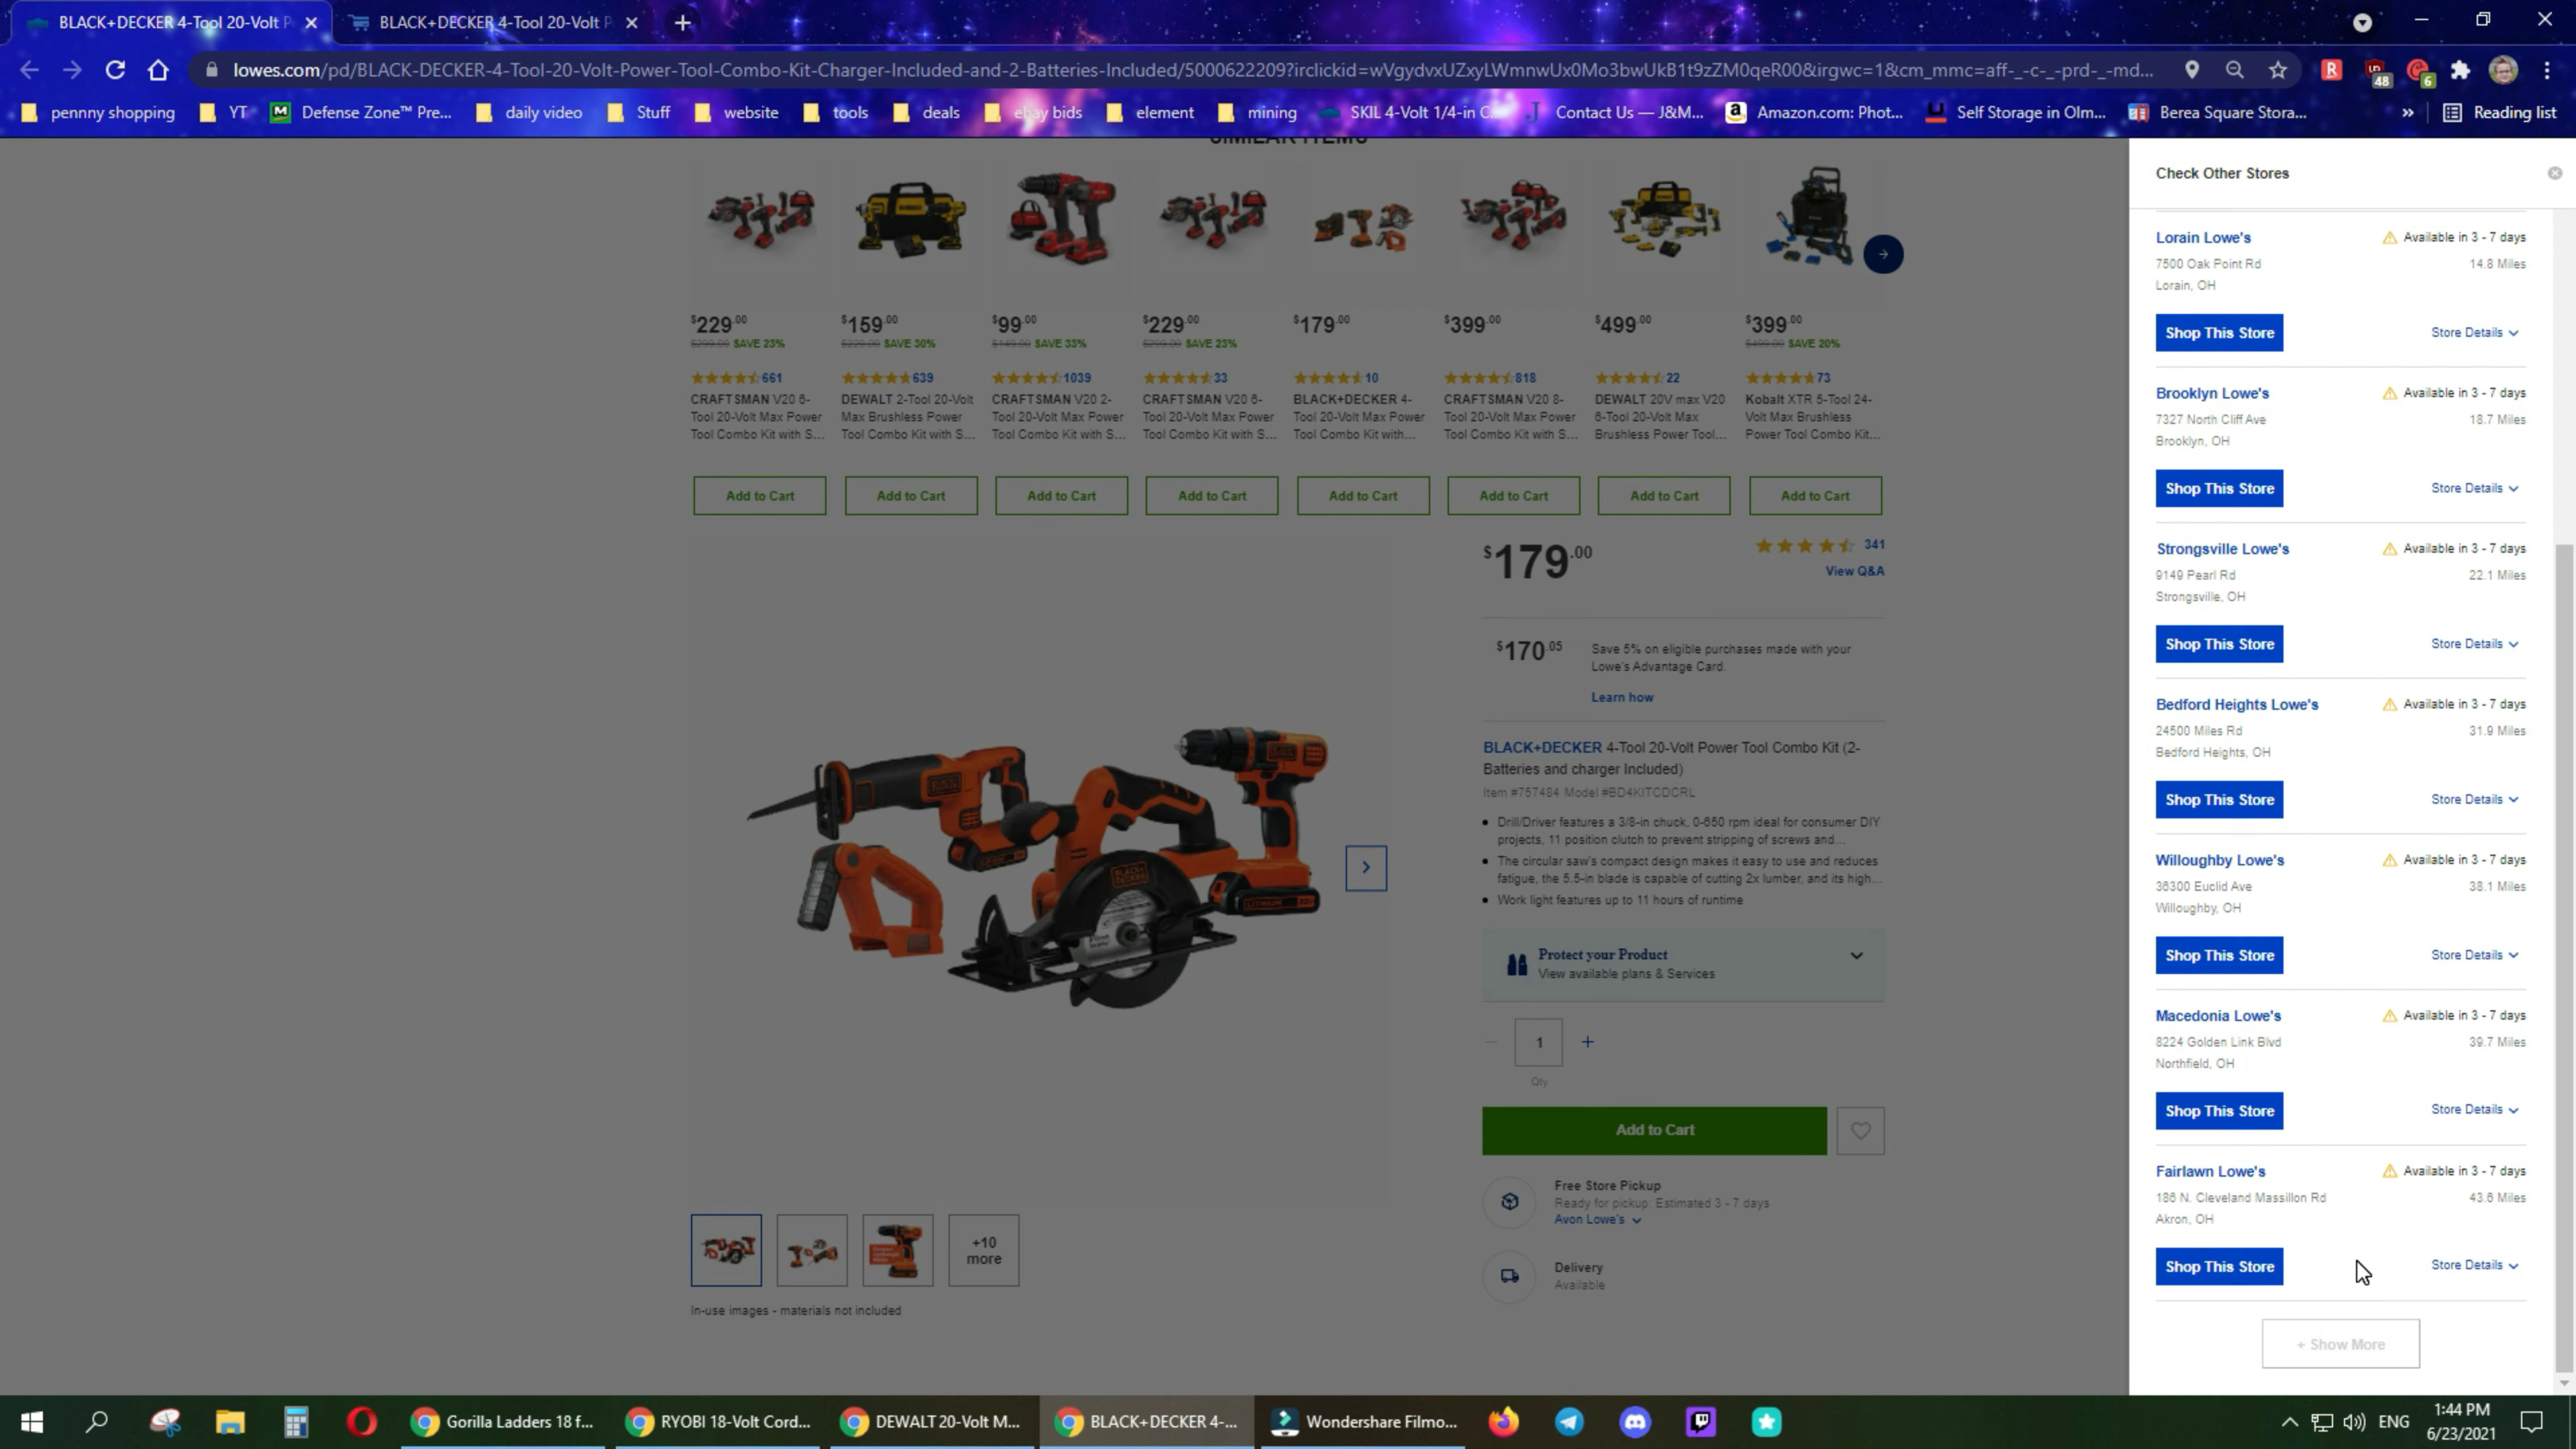 BLACK+DECKER 4-Tool 20-Volt P
BLACK+DECKER 4-Tool 20-Volt P
lowes.com/pd/BLACK-DECKER-4-Tool-20-Volt-Power-Tool-Combo-Kit-Charger-Included-and-2-Batteries-Included/5000622209?irclickid=wVgydvxUZxyLWmnwUx0Mo3bwUkB1t9zZM0qeR00&irgwc=1&cm_mmc=aff-_-c-_-prd-_-md...
R
48
6
pennny shopping
YT
Defense Zone™ Pre...
daily video
Stuff
website
tools
deals
ebay bids
element
mining
SKIL 4-Volt 1/4-in C...
Contact Us — J&M...
Amazon.com: Phot...
Self Storage in Olm...
Berea Square Stora...
»
Reading list
SIMILAR ITEMS
$229.00
$299.00 SAVE 23%
661
CRAFTSMAN V20 6-
Tool 20-Volt Max Power
Tool Combo Kit with S...
Add to Cart
$159.00
$229.00 SAVE 30%
639
DEWALT 2-Tool 20-Volt
Max Brushless Power
Tool Combo Kit with S...
Add to Cart
$99.00
$149.00 SAVE 33%
1039
CRAFTSMAN V20 2-
Tool 20-Volt Max Power
Tool Combo Kit with S...
Add to Cart
$229.00
$299.00 SAVE 23%
33
CRAFTSMAN V20 6-
Tool 20-Volt Max Power
Tool Combo Kit with S...
Add to Cart
$179.00
10
BLACK+DECKER 4-
Tool 20-Volt Max Power
Tool Combo Kit with...
Add to Cart
$399.00
818
CRAFTSMAN V20 8-
Tool 20-Volt Max Power
Tool Combo Kit with S...
Add to Cart
$499.00
22
DEWALT 20V max V20
6-Tool 20-Volt Max
Brushless Power Tool...
Add to Cart
$399.00
$499.00 SAVE 20%
73
Kobalt XTR 5-Tool 24-
Volt Max Brushless
Power Tool Combo Kit...
Add to Cart
$179.00
341
View Q&A
$170.05
Save 5% on eligible purchases made with your
Lowe's Advantage Card.
Learn how
BLACK+DECKER 4-Tool 20-Volt Power Tool Combo Kit (2-
Batteries and charger Included)
Item #757484 Model #BD4KITCDCRL
• Drill/Driver features a 3/8-in chuck, 0-650 rpm ideal for consumer DIY
projects, 11 position clutch to prevent stripping of screws and...
• The circular saw's compact design makes it easy to use and reduces
fatigue, the 5.5-in blade is capable of cutting 2x lumber, and its high...
• Work light features up to 11 hours of runtime
Protect your Product
View available plans & Services
1
Qty
Add to Cart
Free Store Pickup
Ready for pickup: Estimated 3 - 7 days
Avon Lowe's
Delivery
Available
+10
more
In-use images - materials not included
Check Other Stores
Lorain Lowe's
Available in 3 - 7 days
7500 Oak Point Rd
14.8 Miles
Lorain, OH
Shop This Store
Store Details
Brooklyn Lowe's
Available in 3 - 7 days
7327 North Cliff Ave
18.7 Miles
Brooklyn, OH
Shop This Store
Store Details
Strongsville Lowe's
Available in 3 - 7 days
9149 Pearl Rd
22.1 Miles
Strongsville, OH
Shop This Store
Store Details
Bedford Heights Lowe's
Available in 3 - 7 days
24500 Miles Rd
31.9 Miles
Bedford Heights, OH
Shop This Store
Store Details
Willoughby Lowe's
Available in 3 - 7 days
36300 Euclid Ave
38.1 Miles
Willoughby, OH
Shop This Store
Store Details
Macedonia Lowe's
Available in 3 - 7 days
8224 Golden Link Blvd
39.7 Miles
Northfield, OH
Shop This Store
Store Details
Fairlawn Lowe's
Available in 3 - 7 days
186 N. Cleveland Massillon Rd
43.6 Miles
Akron, OH
Shop This Store
Store Details
+ Show More
Gorilla Ladders 18 f...
RYOBI 18-Volt Cord...
DEWALT 20-Volt M...
BLACK+DECKER 4-...
Wondershare Filmo...
ENG
1:44 PM
6/23/2021